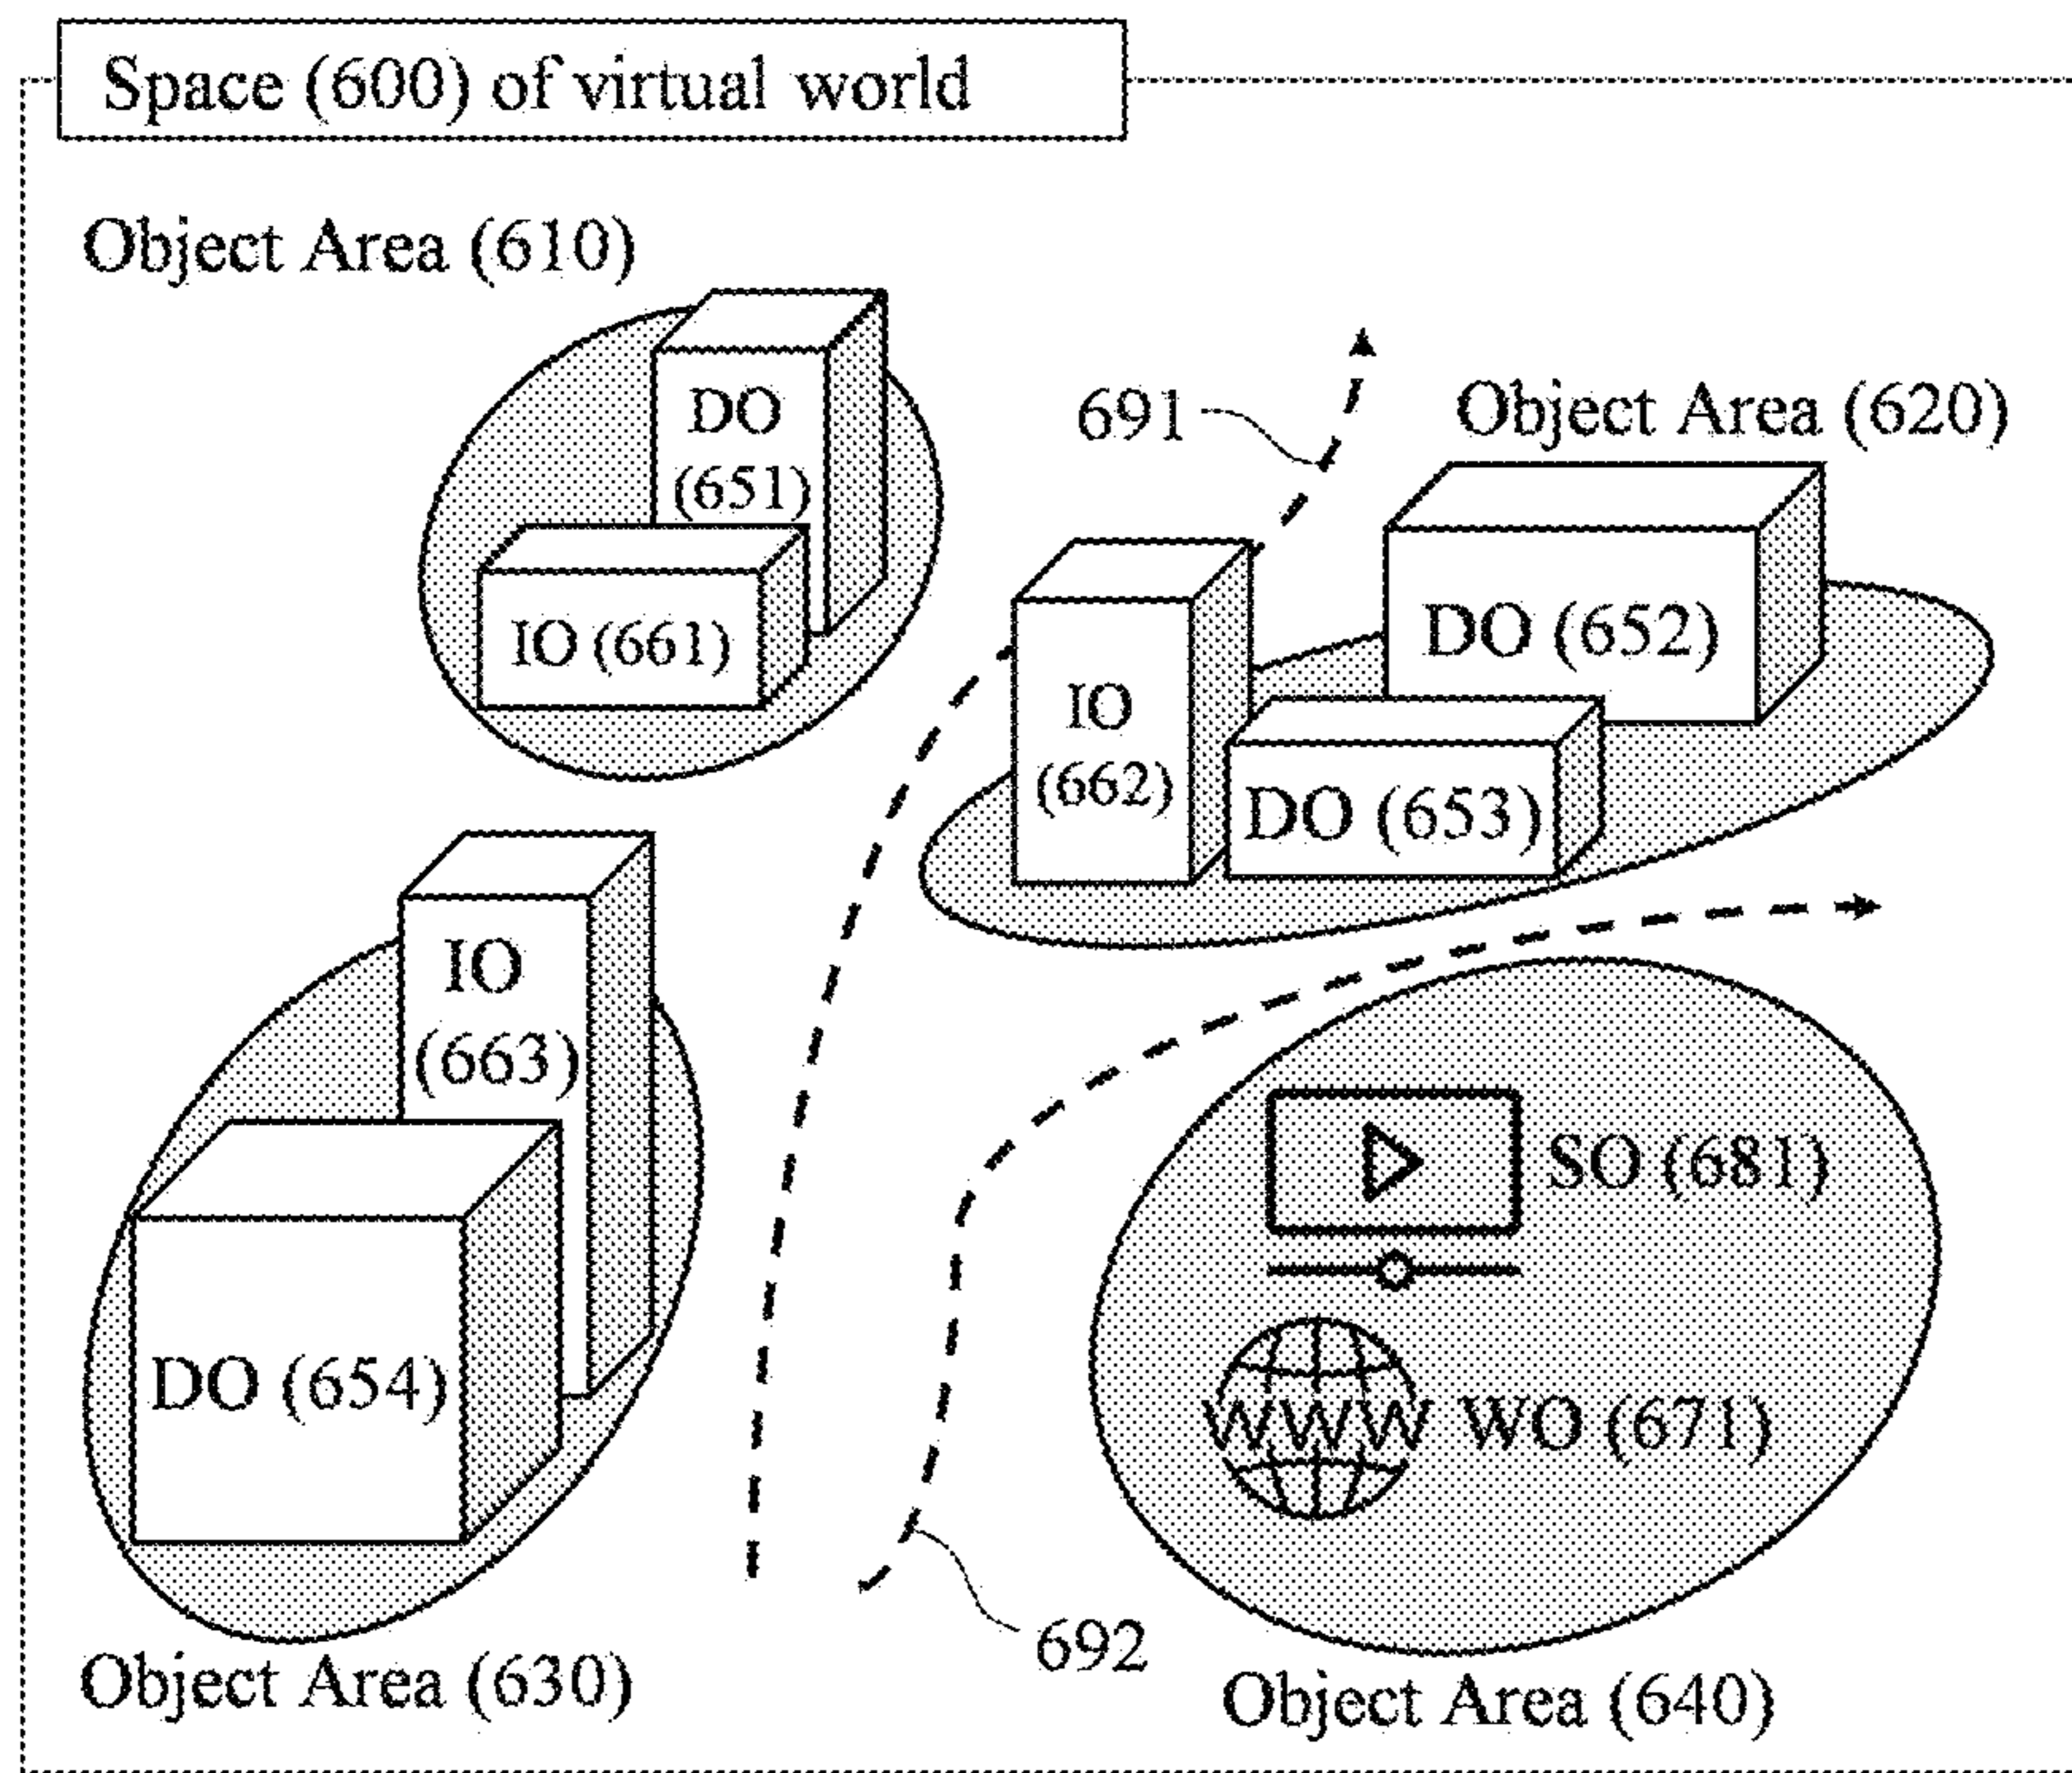 Space (600) of virtual world
Object Area (610)
DO
(651)
IO (661)
691
Object Area (620)
DO (652)
IO
(662)
DO (653)
IO
(663)
DO (654)
SO (681)
WWW
WO (671)
692
Object Area (630)
Object Area (640)